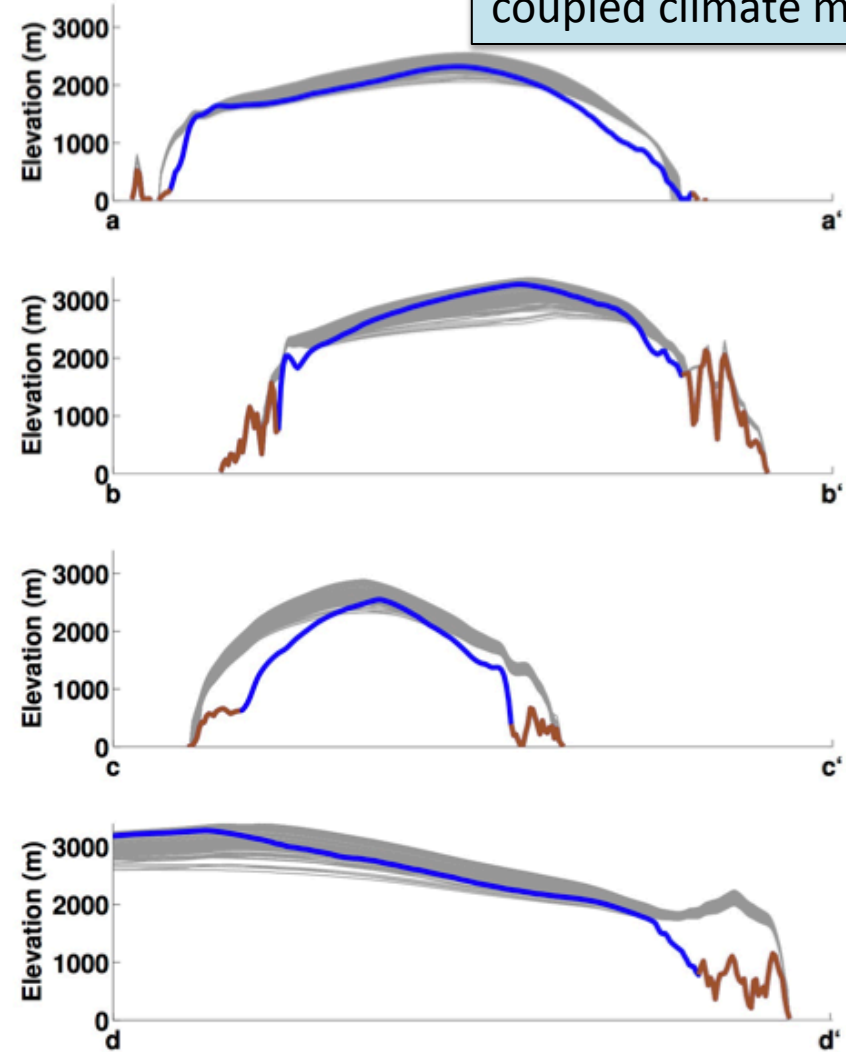 coupled climate m
Elevation (m)
3000
2000
1000
0
a
a‘
Elevation (m)
3000
2000
1000
0
b
b‘
Elevation (m)
3000
2000
1000
0
c
c‘
Elevation (m)
3000
2000
1000
0
d
d‘